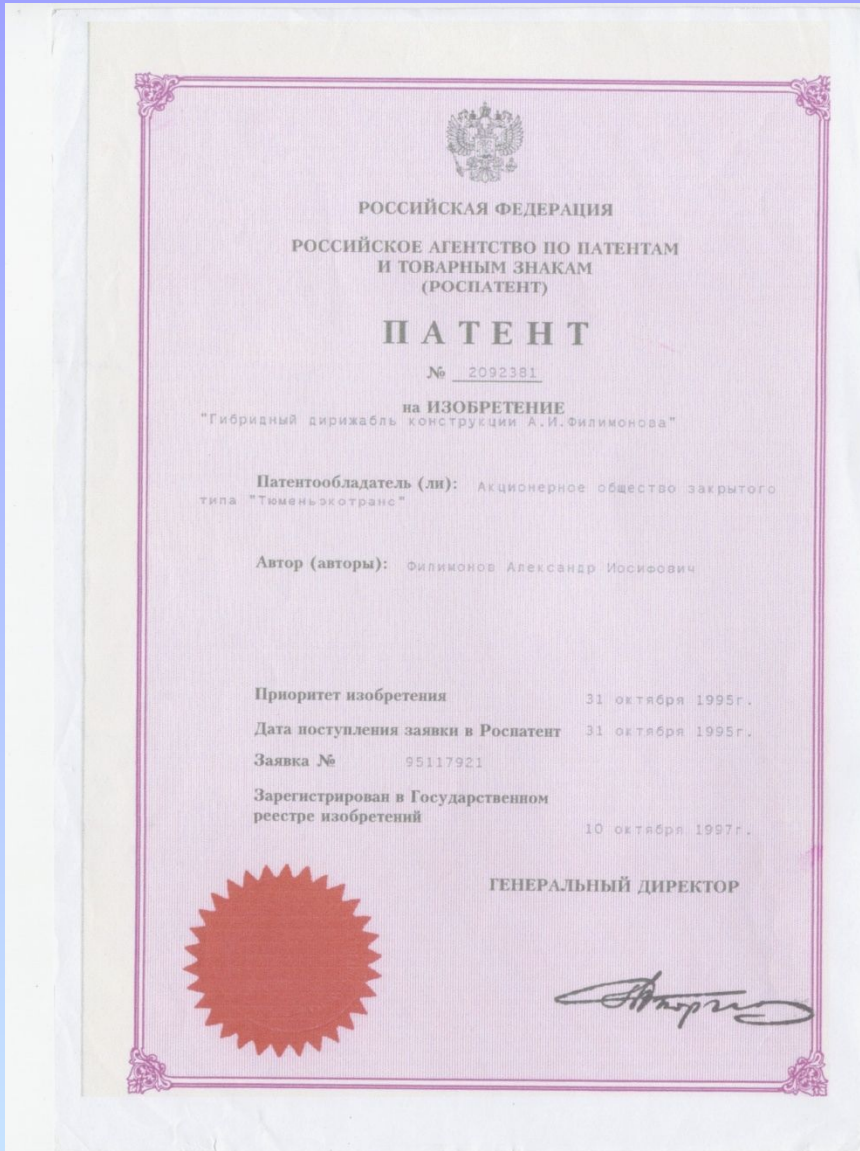 РОССИЙСКАЯ ФЕДЕРАЦИЯ
РОССИЙСКОЕ АГЕНТСТВО ПО ПАТЕНТАМ
И ТОВАРНЫМ ЗНАКАМ
(РОСПАТЕНТ)
ПАТЕНТ
№ 2092381
на ИЗОБРЕТЕНИЕ
"Гибридный дирижабль конструкции А.И.Филимонова"
Патентообладатель (ли): Акционерное общество закрытого
типа "Тюменьэкотранс"
Автор (авторы): Филимонов Александр Иосифович
Приоритет изобретения 31 октября 1995г.
Дата поступления заявки в Роспатент 31 октября 1995г.
Заявка № 95117921
Зарегистрирован в Государственном
реестре изобретений
10 октября 1997г.
ГЕНЕРАЛЬНЫЙ ДИРЕКТОР